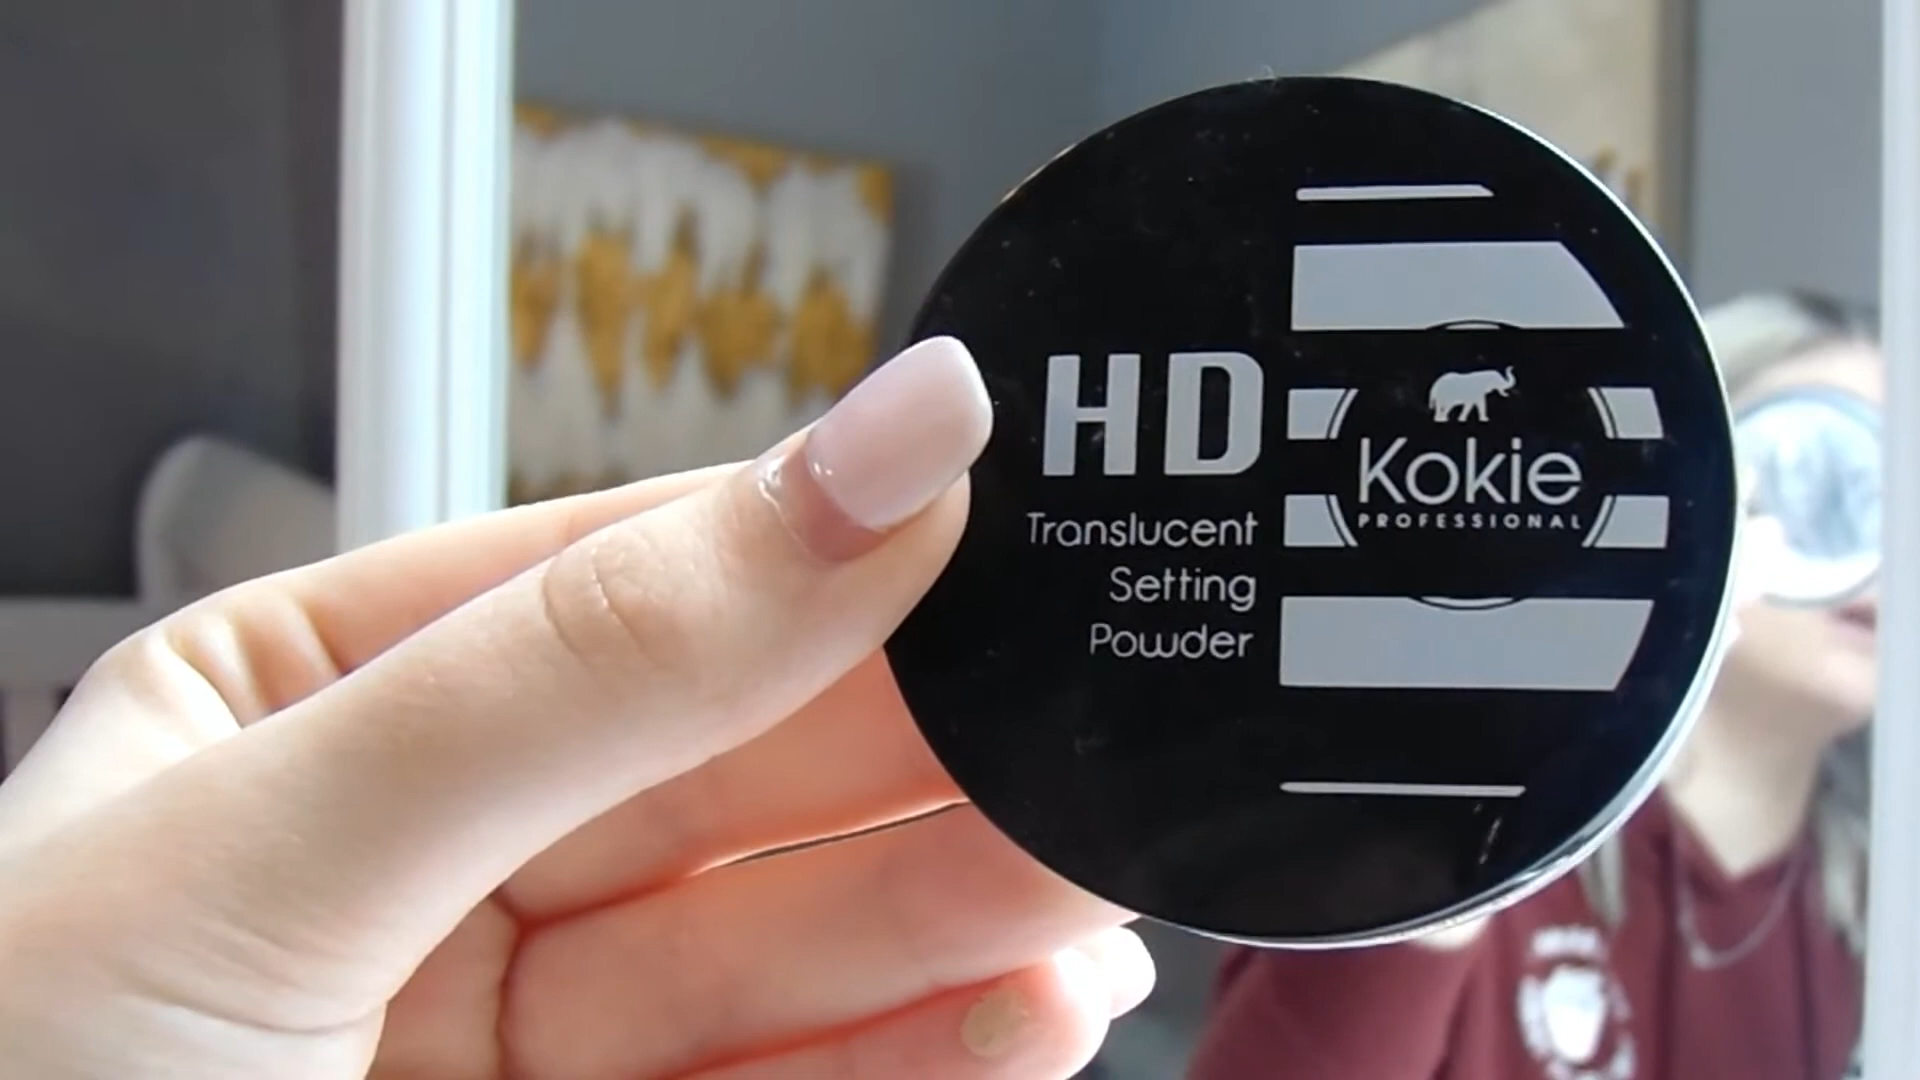 HD
Translucent
Setting
Powder
Kokie
PROFESSIONAL